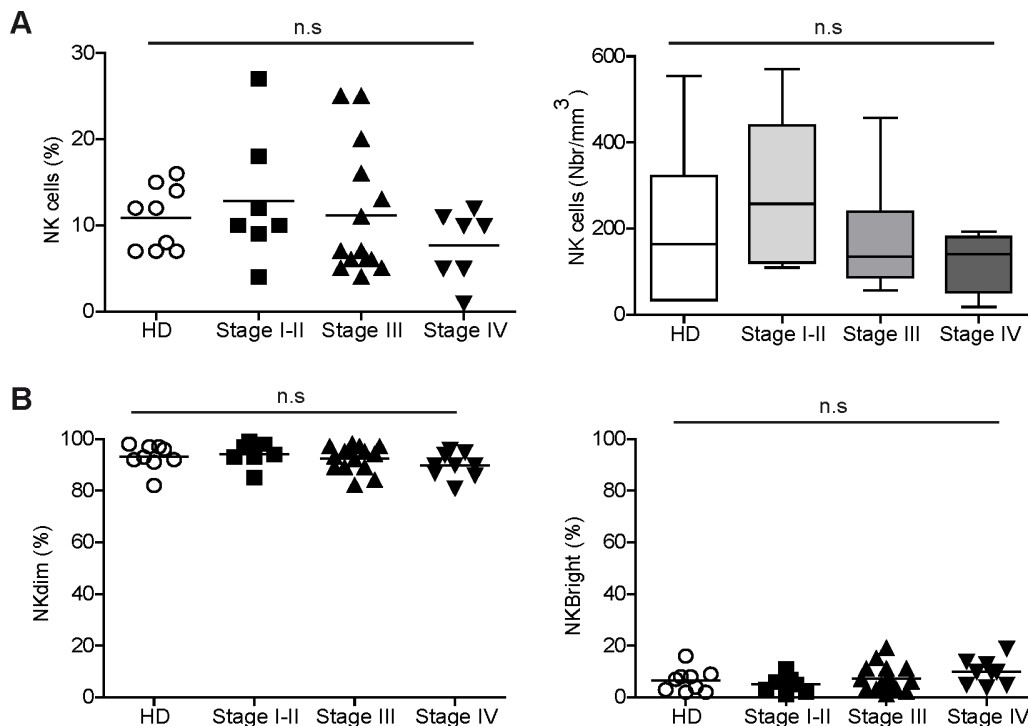 A
n.s
30
20
10
0
NK cells (%)
HD Stage I-II Stage III Stage IV
n.s
600
400
200
0
NK cells (Nbr/mm³)
HD Stage I-II Stage III Stage IV
B
n.s
100
80
60
40
20
0
NKdim (%)
HD Stage I-II Stage III Stage IV
n.s
100
80
60
40
20
0
NKBright (%)
HD Stage I-II Stage III Stage IV